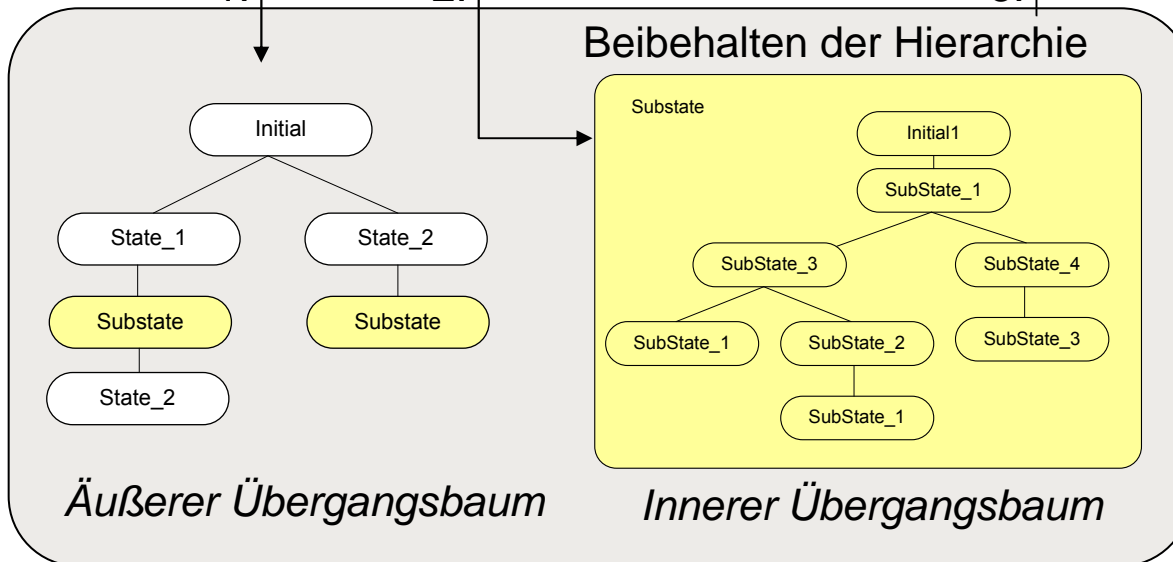 Beibehalten der Hierarchie
Initial
State_1
State_2
Substate
Substate
State_2
Äußerer Übergangsbaum
Substate
Initial1
SubState_1
SubState_3
SubState_4
SubState_1
SubState_2
SubState_3
SubState_1
Innerer Übergangsbaum